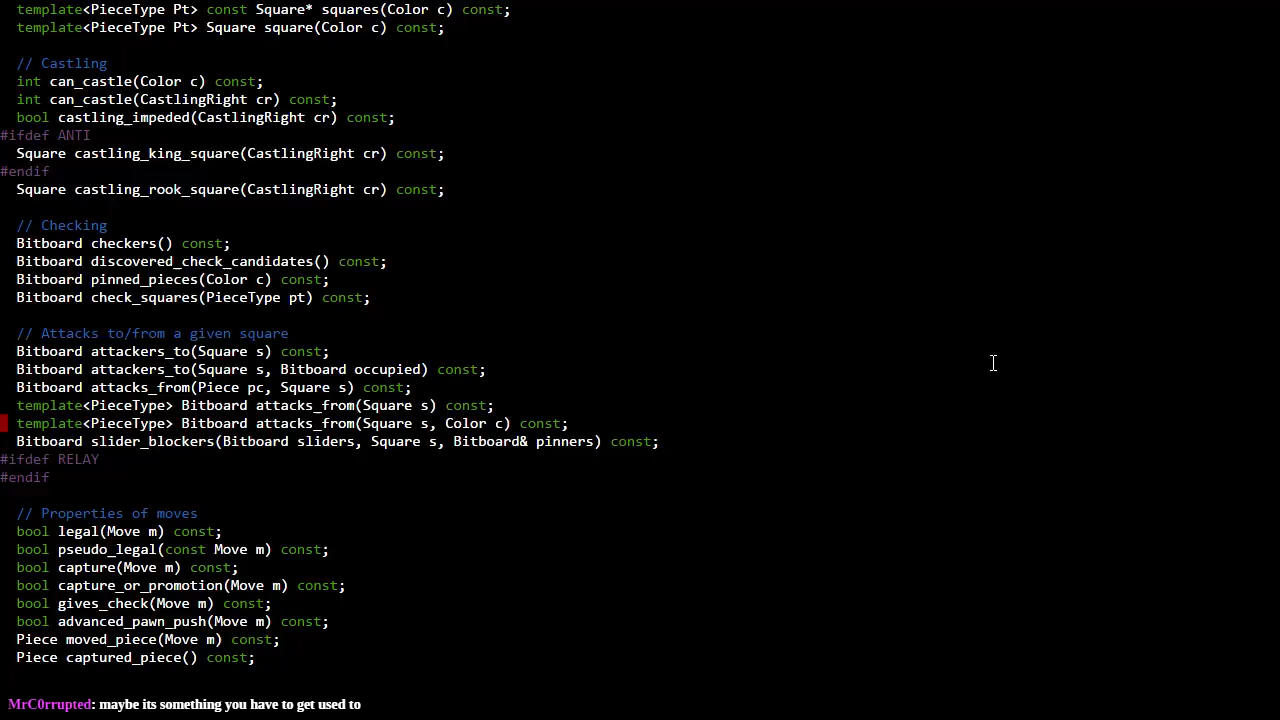 template<PieceType Pt> const Square* squares(Color c) const;
template<PieceType Pt> Square square(Color c) const;
// Castling
int can_castle(Color c) const;
int can_castle(CastlingRight cr) const;
bool castling_impeded(CastlingRight cr) const;
#ifdef ANTI
Square castling_king_square(CastlingRight cr) const;
#endif
Square castling_rook_square(CastlingRight cr) const;
// Checking
Bitboard checkers() const;
Bitboard discovered_check_candidates() const;
Bitboard pinned_pieces(Color c) const;
Bitboard check_squares(PieceType pt) const;
// Attacks to/from a given square
Bitboard attackers_to(Square s) const;
Bitboard attackers_to(Square s, Bitboard occupied) const;
Bitboard attacks_from(Piece pc, Square s) const;
template<PieceType> Bitboard attacks_from(Square s) const;
template<PieceType> Bitboard attacks_from(Square s, Color c) const;
Bitboard slider_blockers(Bitboard sliders, Square s, Bitboard& pinners) const;
#ifdef RELAY
#endif
// Properties of moves
bool legal(Move m) const;
bool pseudo_legal(const Move m) const;
bool capture(Move m) const;
bool capture_or_promotion(Move m) const;
bool gives_check(Move m) const;
bool advanced_pawn_push(Move m) const;
Piece moved_piece(Move m) const;
Piece captured_piece() const;
MrC0rrupted: maybe its something you have to get used to